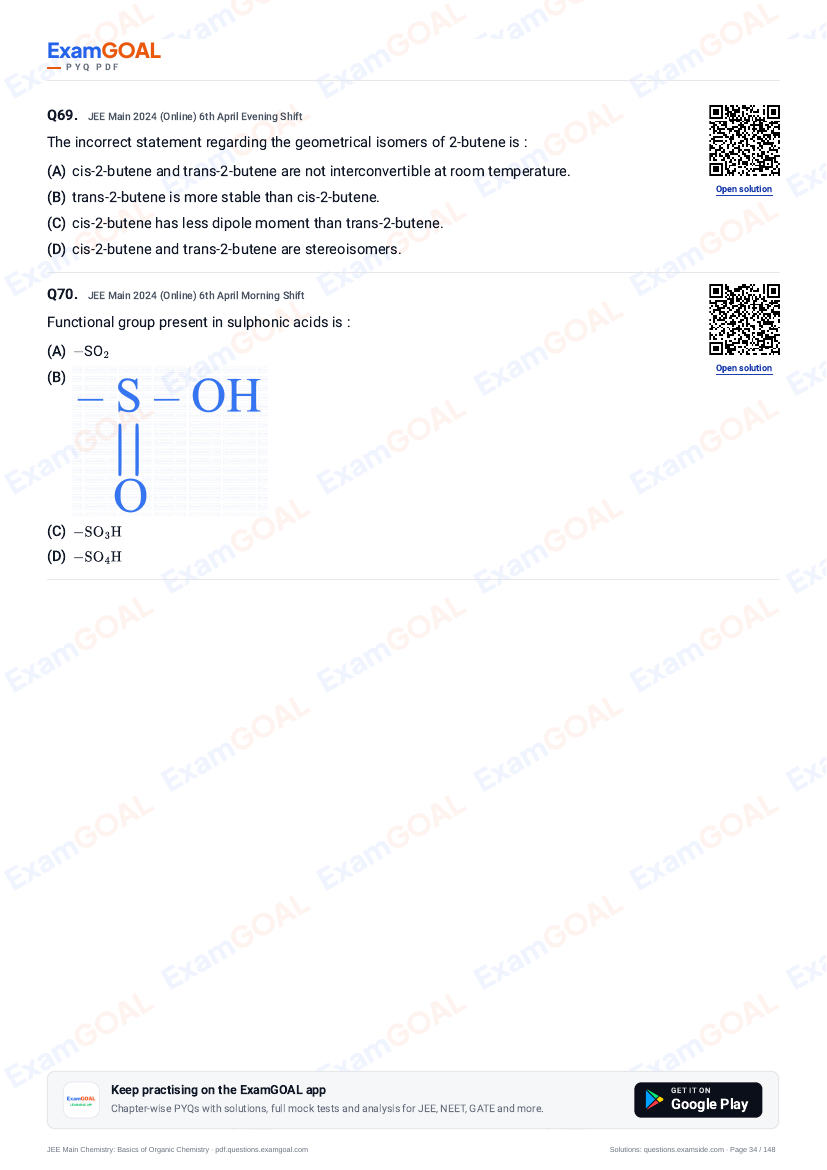 ExamGOAL
PYQ PDF
Q69. JEE Main 2024 (Online) 6th April Evening Shift
The incorrect statement regarding the geometrical isomers of 2-butene is :
(A) cis-2-butene and trans-2-butene are not interconvertible at room temperature.
(B) trans-2-butene is more stable than cis-2-butene.
(C) cis-2-butene has less dipole moment than trans-2-butene.
(D) cis-2-butene and trans-2-butene are stereoisomers.
Open solution
Q70. JEE Main 2024 (Online) 6th April Morning Shift
Functional group present in sulphonic acids is :
(A) −SO₂
(B) − S − OH
||
O
(C) −SO₃H
(D) −SO₄H
Open solution
ExamGOAL
Keep practising on the ExamGOAL app
Chapter-wise PYQs with solutions, full mock tests and analysis for JEE, NEET, GATE and more.
GET IT ON
Google Play
JEE Main Chemistry: Basics of Organic Chemistry · pdf.questions.examgoal.com
Solutions: questions.examside.com · Page 34 / 148